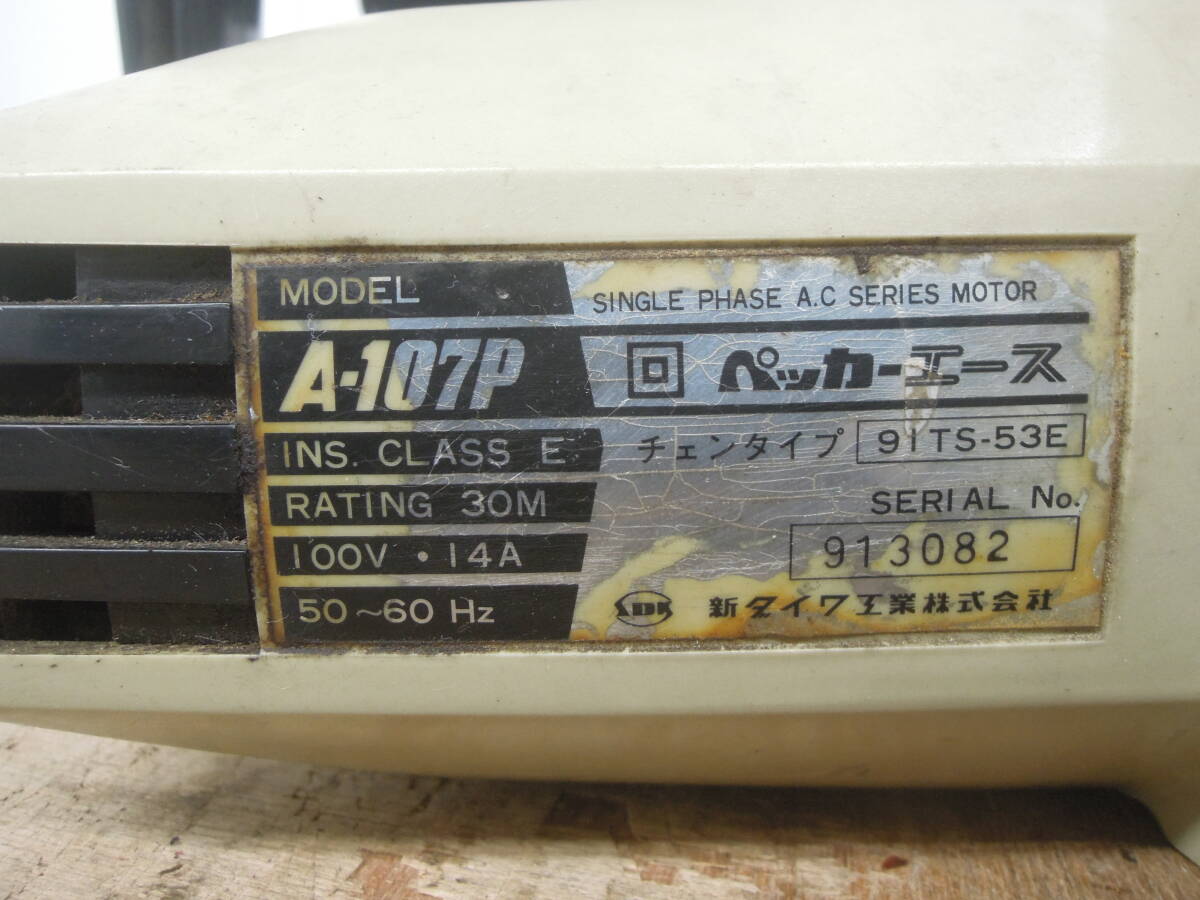 MODEL
SINGLE PHASE A.C SERIES MOTOR
A-107P
ペッカーエース
INS. CLASS E.
チェンタイプ 91TS-53E
RATING 30M
SERIAL No.
100V・14A
913082
50~60 Hz
SDK 新ダイワ工業株式会社